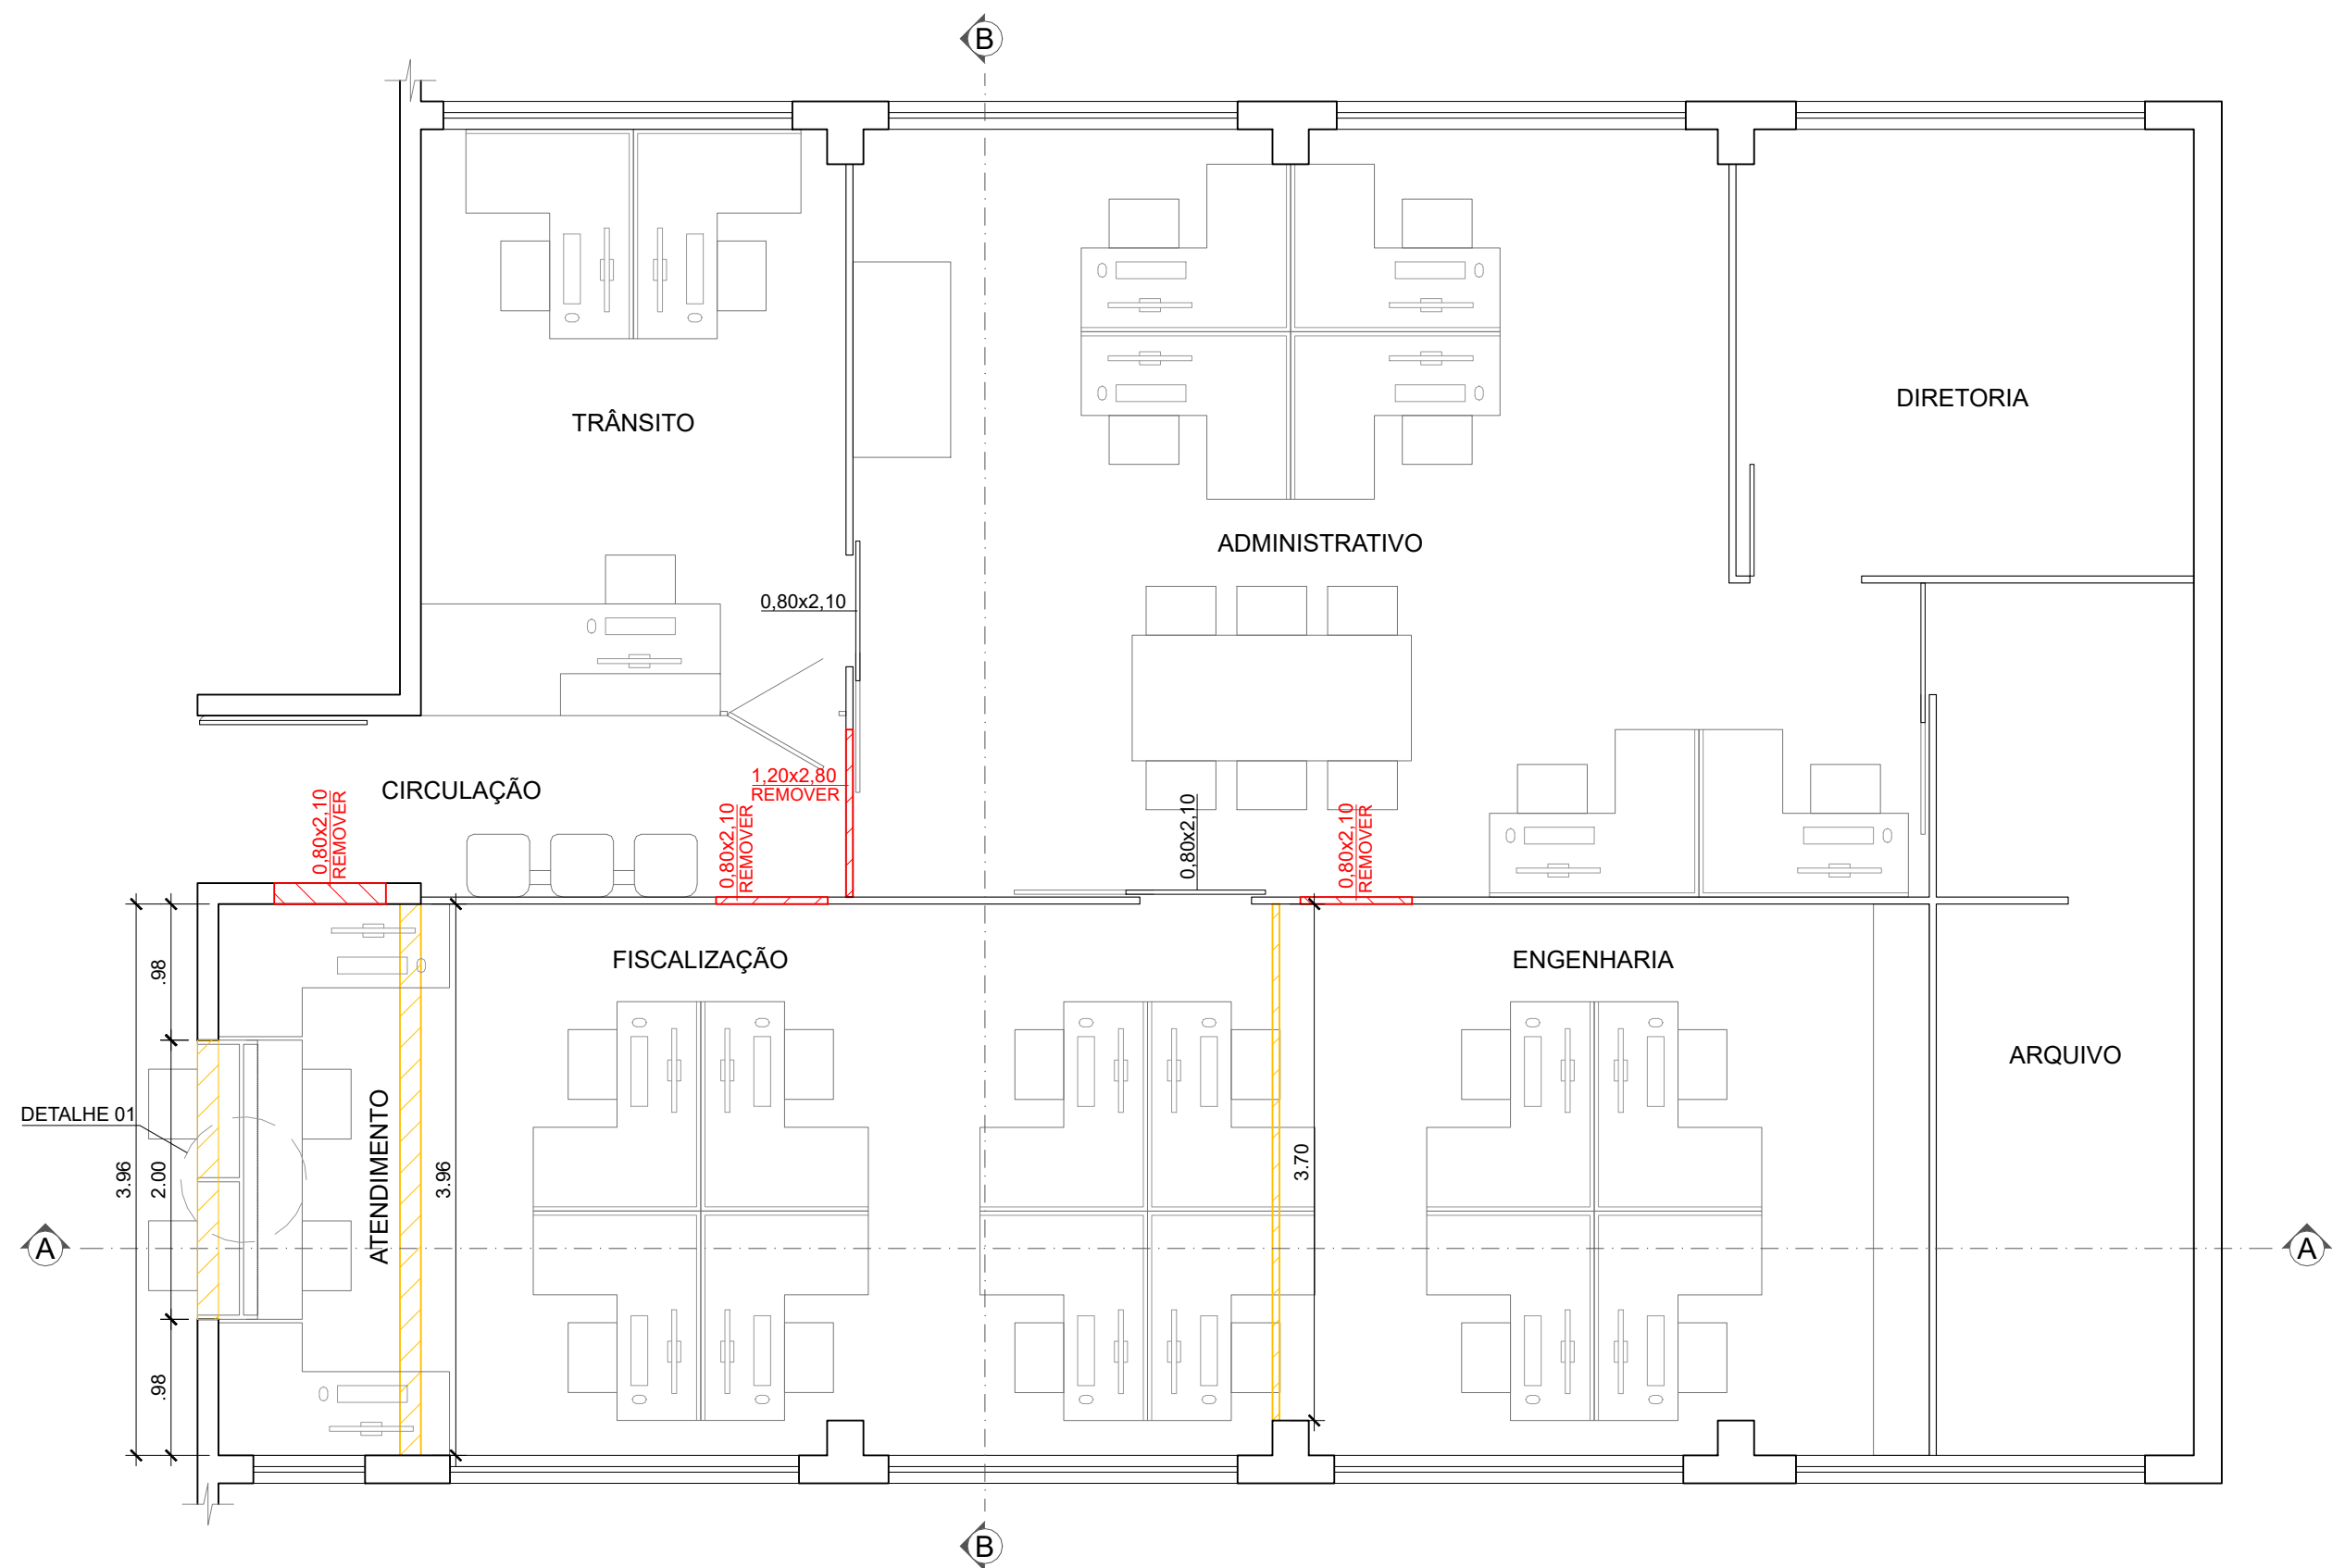 B
TRÂNSITO
DIRETORIA
ADMINISTRATIVO
0,80x2,10
CIRCULAÇÃO
1,20x2,80
REMOVER
0,80x2,10
REMOVER
0,80x2,10
REMOVER
0,80x2,10
0,80x2,10
REMOVER
FISCALIZAÇÃO
ENGENHARIA
.98
ARQUIVO
DETALHE 01
ATENDIMENTO
3.96
2.00
3.96
3.70
A
A
.98
B